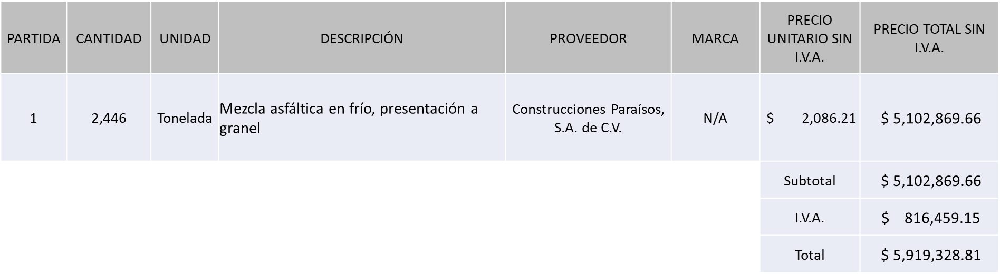 PARTIDA CANTIDAD UNIDAD DESCRIPCIÓN PROVEEDOR MARCA PRECIO UNITARIO SIN I.V.A. PRECIO TOTAL SIN I.V.A.
1 2,446 Tonelada Mezcla asfáltica en frío, presentación a granel Construcciones Paraísos, S.A. de C.V. N/A $ 2,086.21 $ 5,102,869.66
Subtotal $ 5,102,869.66
I.V.A. $ 816,459.15
Total $ 5,919,328.81